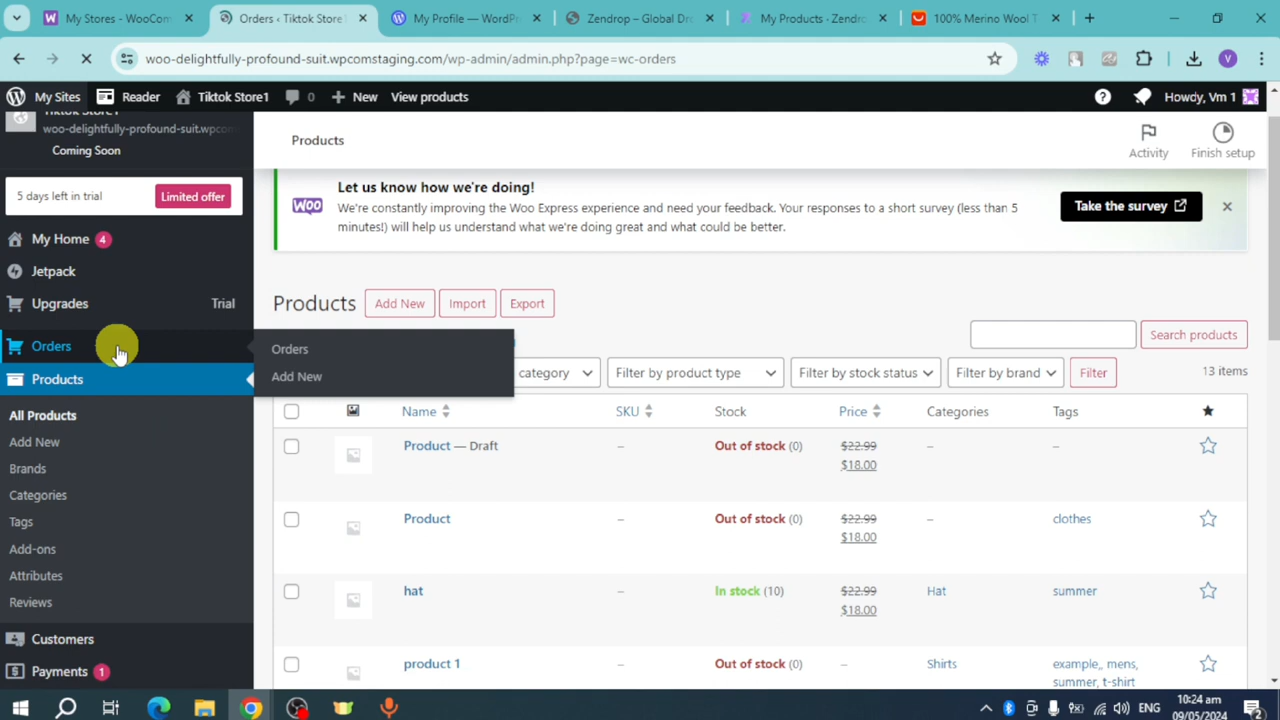 My Stores - WooCom
Orders ‹ Tiktok Store1
My Profile — WordPr
Zendrop – Global Dr
My Products - Zendr
100% Merino Wool T
woo-delightfully-profound-suit.wpcomstaging.com/wp-admin/admin.php?page=wc-orders
V
My Sites
Reader
Tiktok Store1
0
New
View products
Howdy, Vm 1
Tiktok Store1
woo-delightfully-profound-suit.wpcom
Coming Soon
5 days left in trial
Limited offer
My Home 4
Jetpack
Upgrades
Trial
Orders
Products
All Products
Add New
Brands
Categories
Tags
Add-ons
Attributes
Reviews
Customers
Payments 1
Orders
Add New
Products
Activity
Finish setup
WOO
Let us know how we're doing!
We're constantly improving the Woo Express experience and need your feedback. Your responses to a short survey (less than 5
minutes!) will help us understand what we're doing great and what could be better.
Take the survey
Products
Add New
Import
Export
Search products
category
Filter by product type
Filter by stock status
Filter by brand
Filter
13 items
Name
SKU
Stock
Price
Categories
Tags
Product — Draft
–
Out of stock (0)
$22.99
$18.00
–
–
Product
–
Out of stock (0)
$22.99
$18.00
–
clothes
hat
–
In stock (10)
$22.99
$18.00
Hat
summer
product 1
–
Out of stock (0)
–
Shirts
example,, mens,
summer, t-shirt
ENG
10:24 am
09/05/2024
2